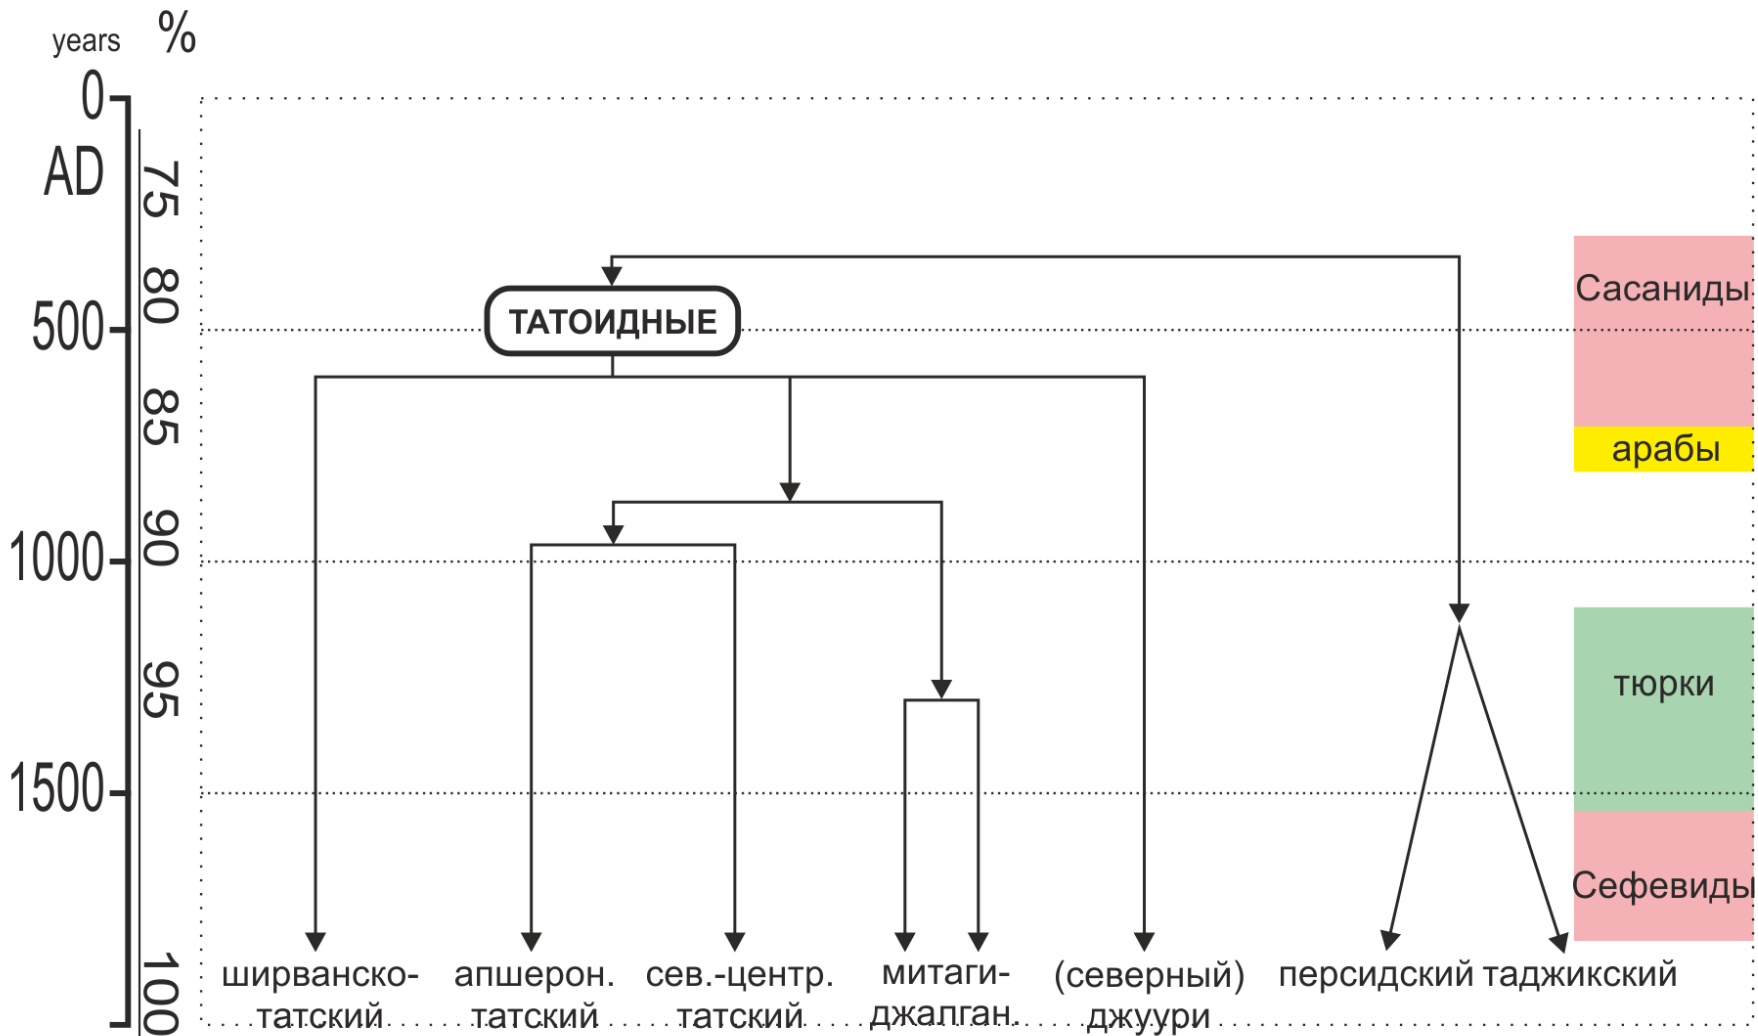 years %
0
AD
75
80
500
85
90
1000
95
1500
100
ТАТОИДНЫЕ
Сасаниды
арабы
тюрки
Сефевиды
ширванско-
татский
апшерон.
татский
сев.-центр.
татский
митаги-
джалган.
(северный)
джуури
персидский
таджикский